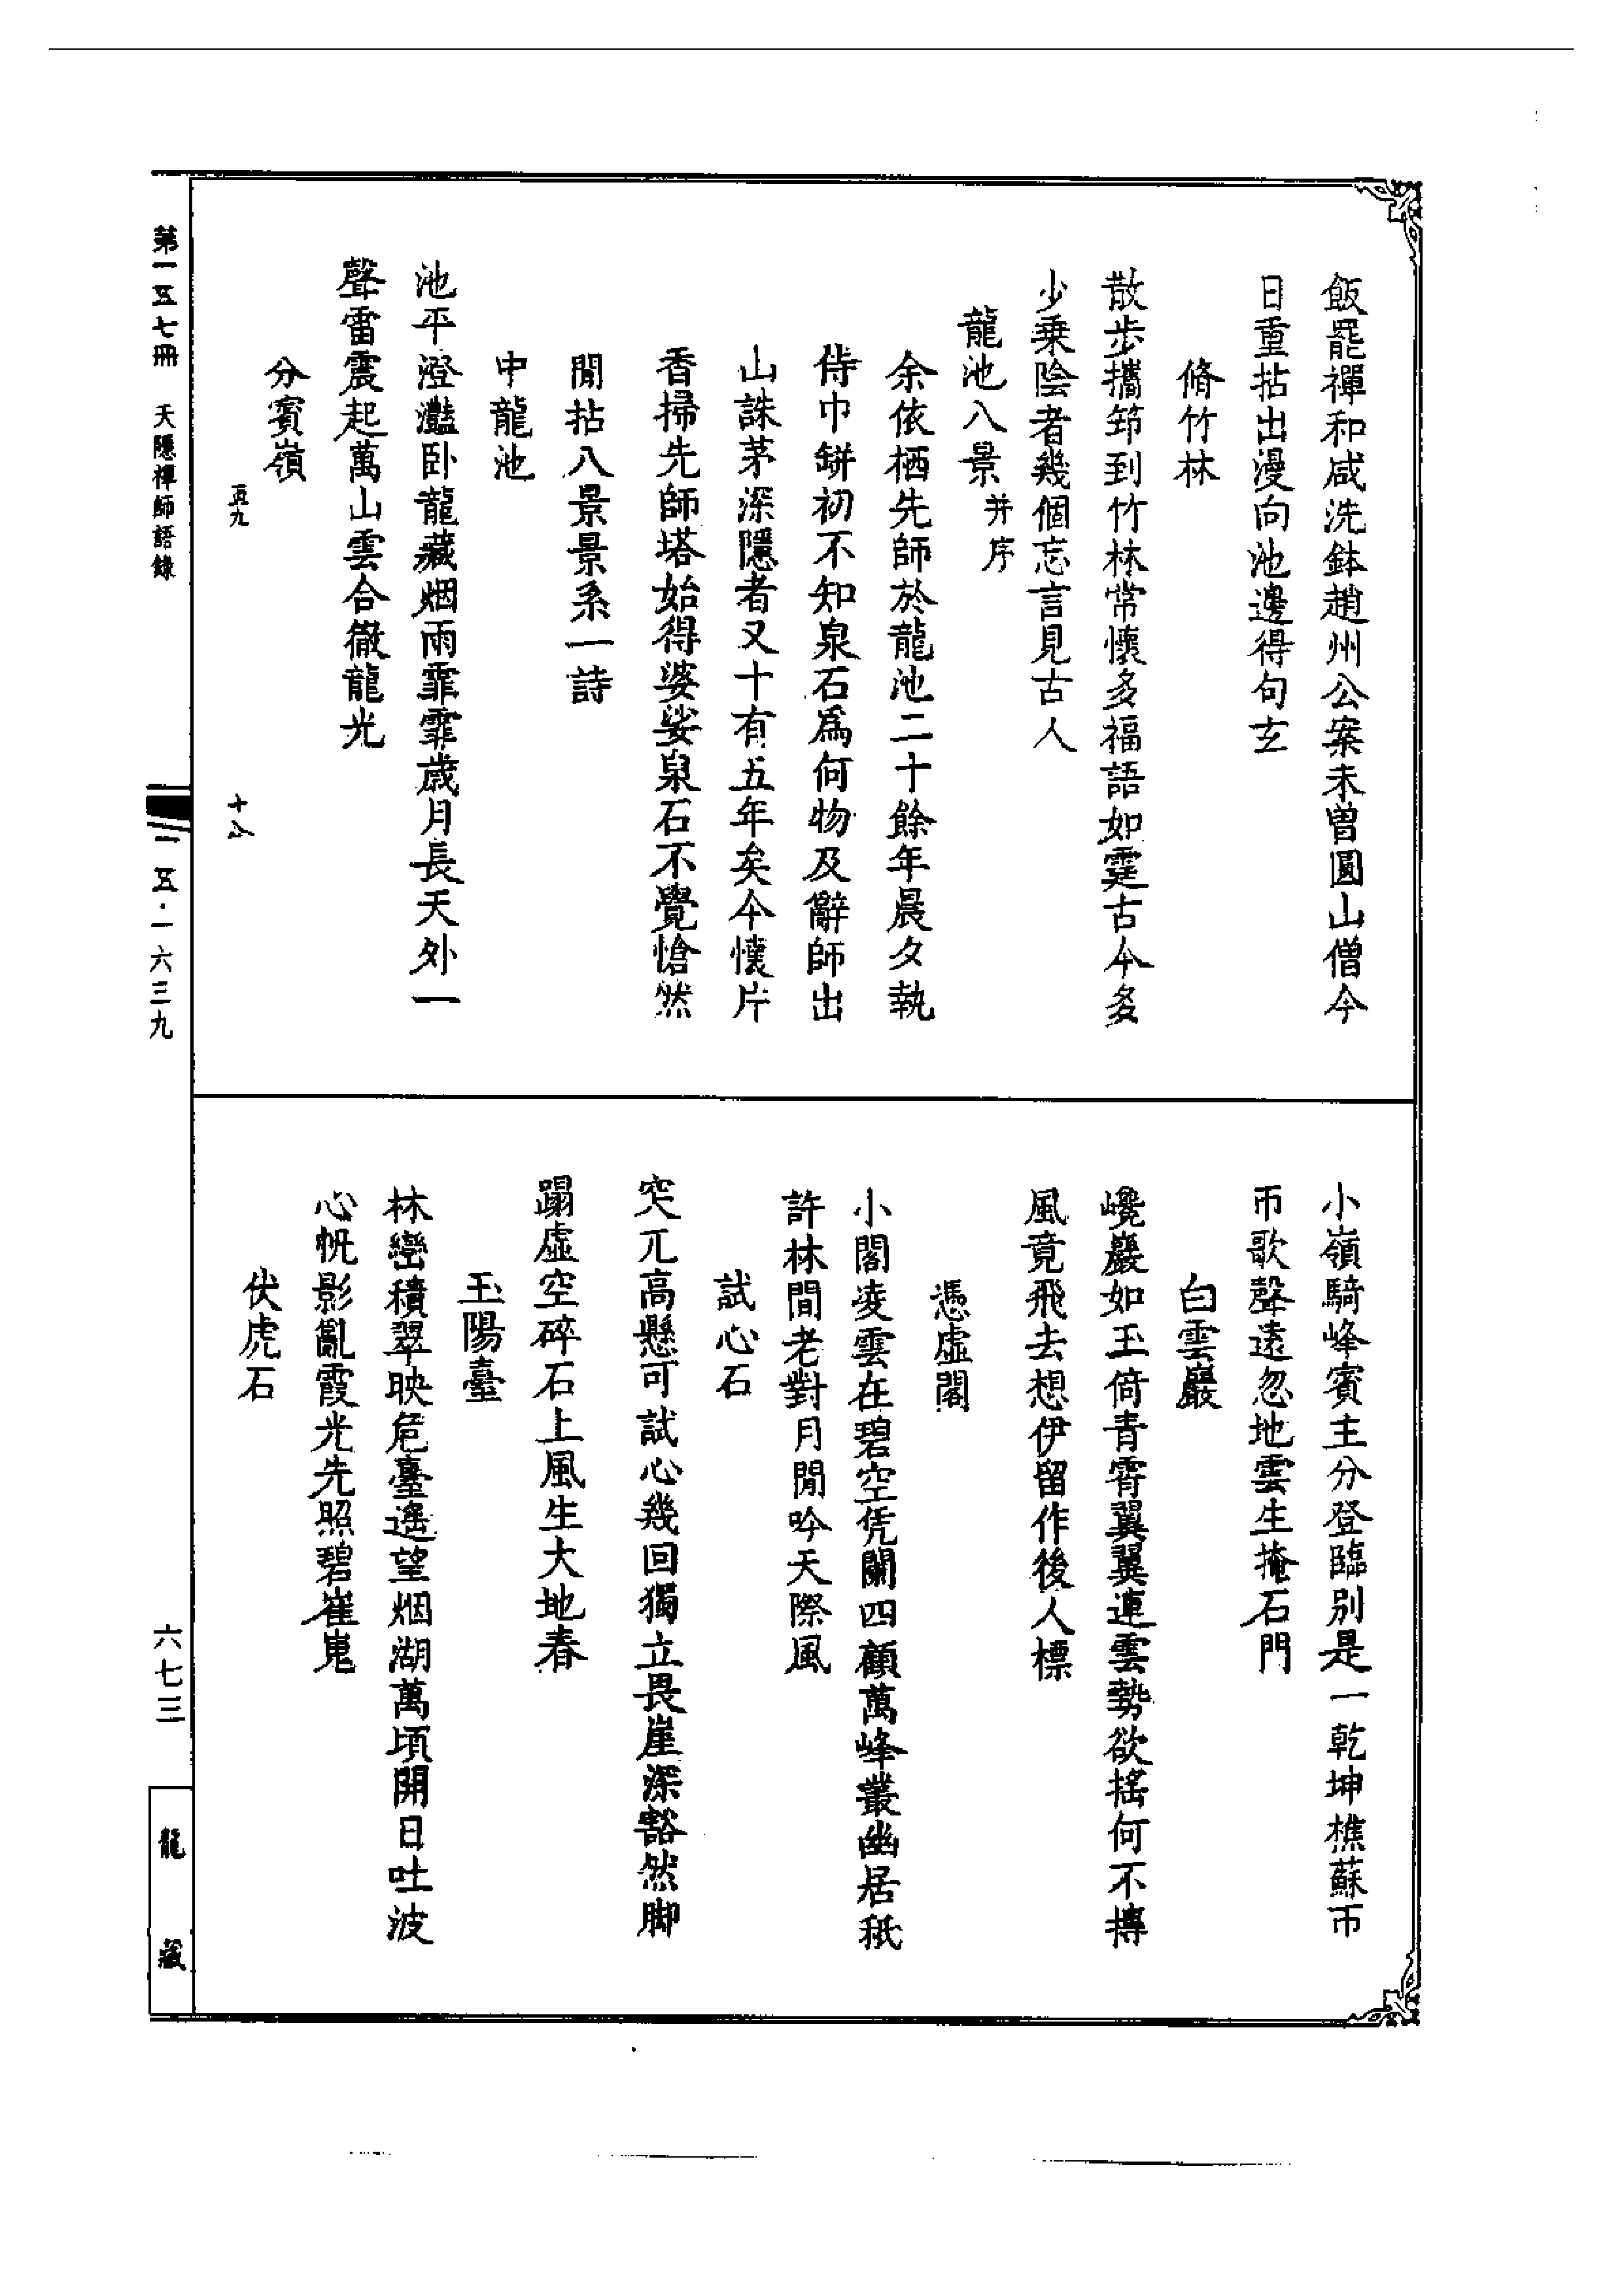 飯罷禪和咸洗鉢趙州公案未曾圓山僧今
日重拈出漫向池邊得句玄
脩竹林
散步攜筇到竹林常懷多福語如霆古今多
少乗陰者幾個忘言見古人
龍池八景并序
余依栖先師於龍池二十餘年晨夕執
侍巾缾初不知泉石爲何物及辭師出
山誅茅深隱者又十有五年矣今懷片
香掃先師塔始得婆娑泉石不覺愴然
閒拈八景景系一詩
中龍池
池平澄灩卧龍藏烟雨霏霏歳月長天外一
聲雷震起萬山雲合徹龍光
分賓嶺
十八
小嶺騎峰賓主分登臨別是一乾坤樵蘇帀
帀歌聲遠忽地雲生掩石門
白雲巖
巉巖如玉倚青霄翼翼連雲勢欲搖何不摶
風竟飛去想伊留作後人標
憑虛閣
小閣凌雲在碧空凭闌四顧萬峰叢幽居秖
許林間老對月閒吟天際風
試心石
突兀高懸可試心幾回獨立畏崖深豁然脚
蹋虛空碎石上風生大地春
玉陽臺
林巒積翠映危臺遙望烟湖萬頃開日吐波
心帆影亂霞光先照碧崔嵬
伏虎石
第一五七冊 天隱禪師語錄
一五·一六三九
六七三
龍藏